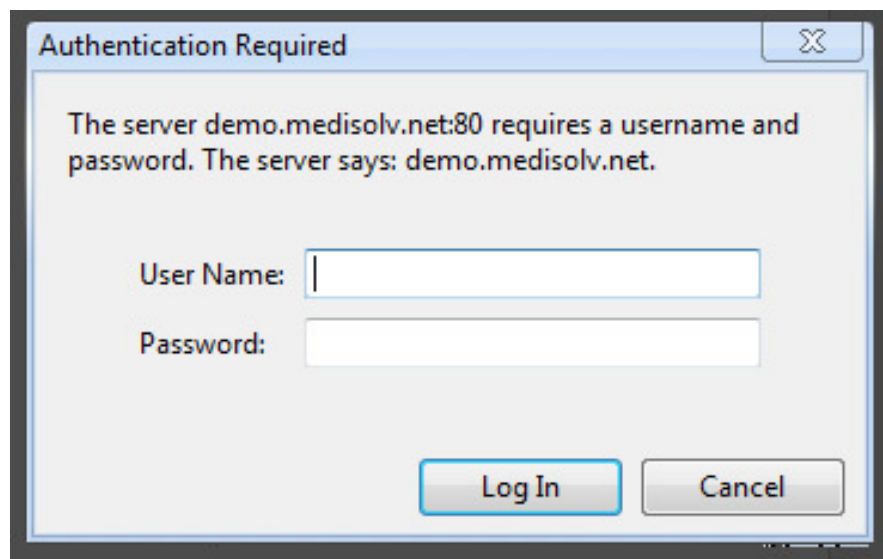 Authentication Required
The server demo.medisolv.net:80 requires a username and
password. The server says: demo.medisolv.net.
User Name:
Password:
Log In Cancel